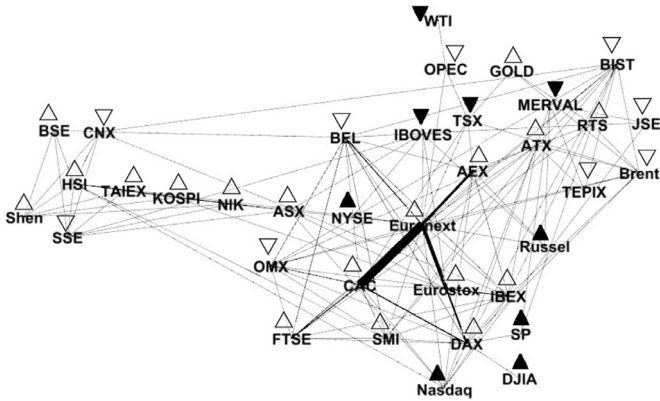 WTI
OPEC
GOLD
BIST
MERVAL
BSE
CNX
BEL
IBOVES
TSX
ATX
RTS
JSE
HSI
TAIEX
KOSPI
NIK
ASX
NYSE
AEX
TEPIX
Brent
Shen
SSE
Euronext
Russel
OMX
CAC
Eurostox
IBEX
FTSE
SMI
DAX
SP
Nasdaq
DJIA